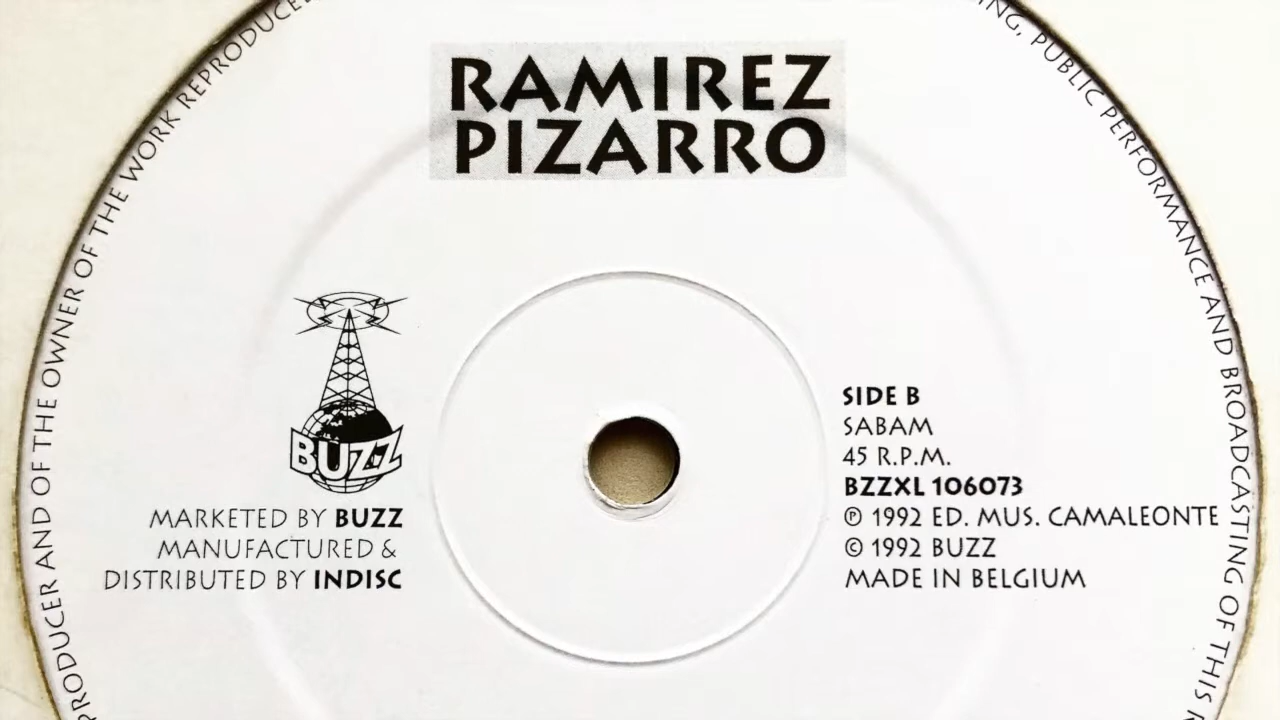 PRODUCER AND OF THE OWNER OF THE WORK REPRODUCE
NG, PUBLIC PERFORMANCE AND BROADCASTING OF THIS
RAMIREZ
PIZARRO
BUZZ
MARKETED BY BUZZ
MANUFACTURED &
DISTRIBUTED BY INDISC
SIDE B
SABAM
45 R.P.M.
BZZXL 106073
℗ 1992 ED. MUS. CAMALEONTE
© 1992 BUZZ
MADE IN BELGIUM